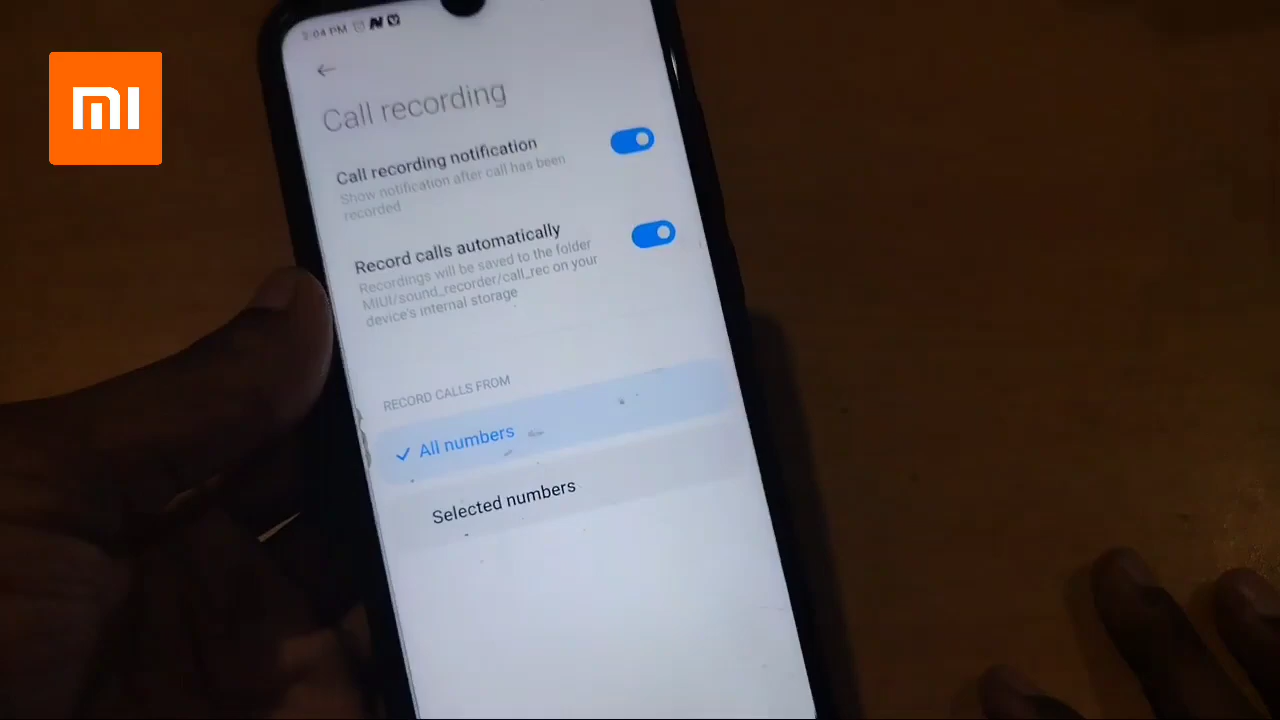 mi
2:04 PM
Call recording
Call recording notification
Show notification after call has been
recorded
Record calls automatically
Recordings will be saved to the folder
MIUI/sound_recorder/call_rec on your
device's internal storage
RECORD CALLS FROM
All numbers
Selected numbers